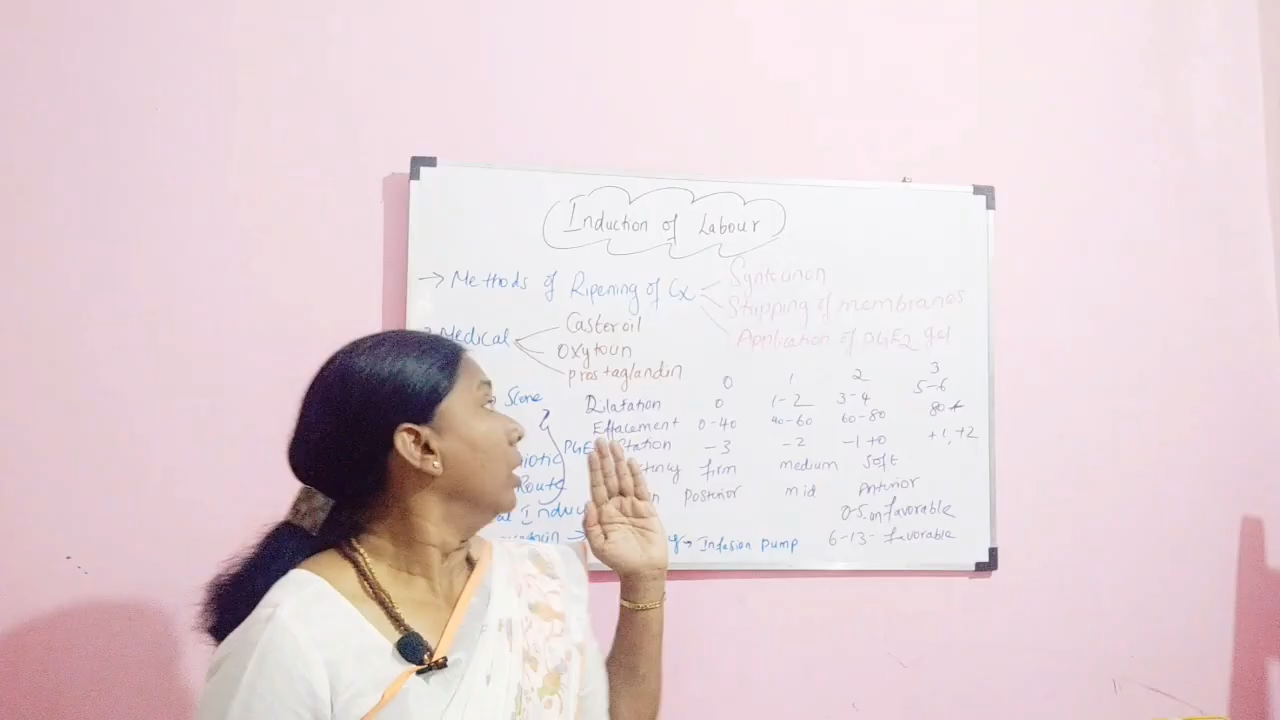 Induction of Labour
→ Methods of Ripening of Cx
Syntocinon
Stripping of membranes
Application of PGE2 gel
Medical
Casteroil
Oxytocin
prostaglandin
0 1 2 3
Score
Dilatation 0 1-2 3-4 5-6
Effacement 0-40 40-60 60-80 80+
PGE
Station -3 -2 -1 +0 +1, +2
firm medium Soft
Route
Posterior mid Anterior
0-5-unfavorable
→ Infusion pump 6-13- favorable